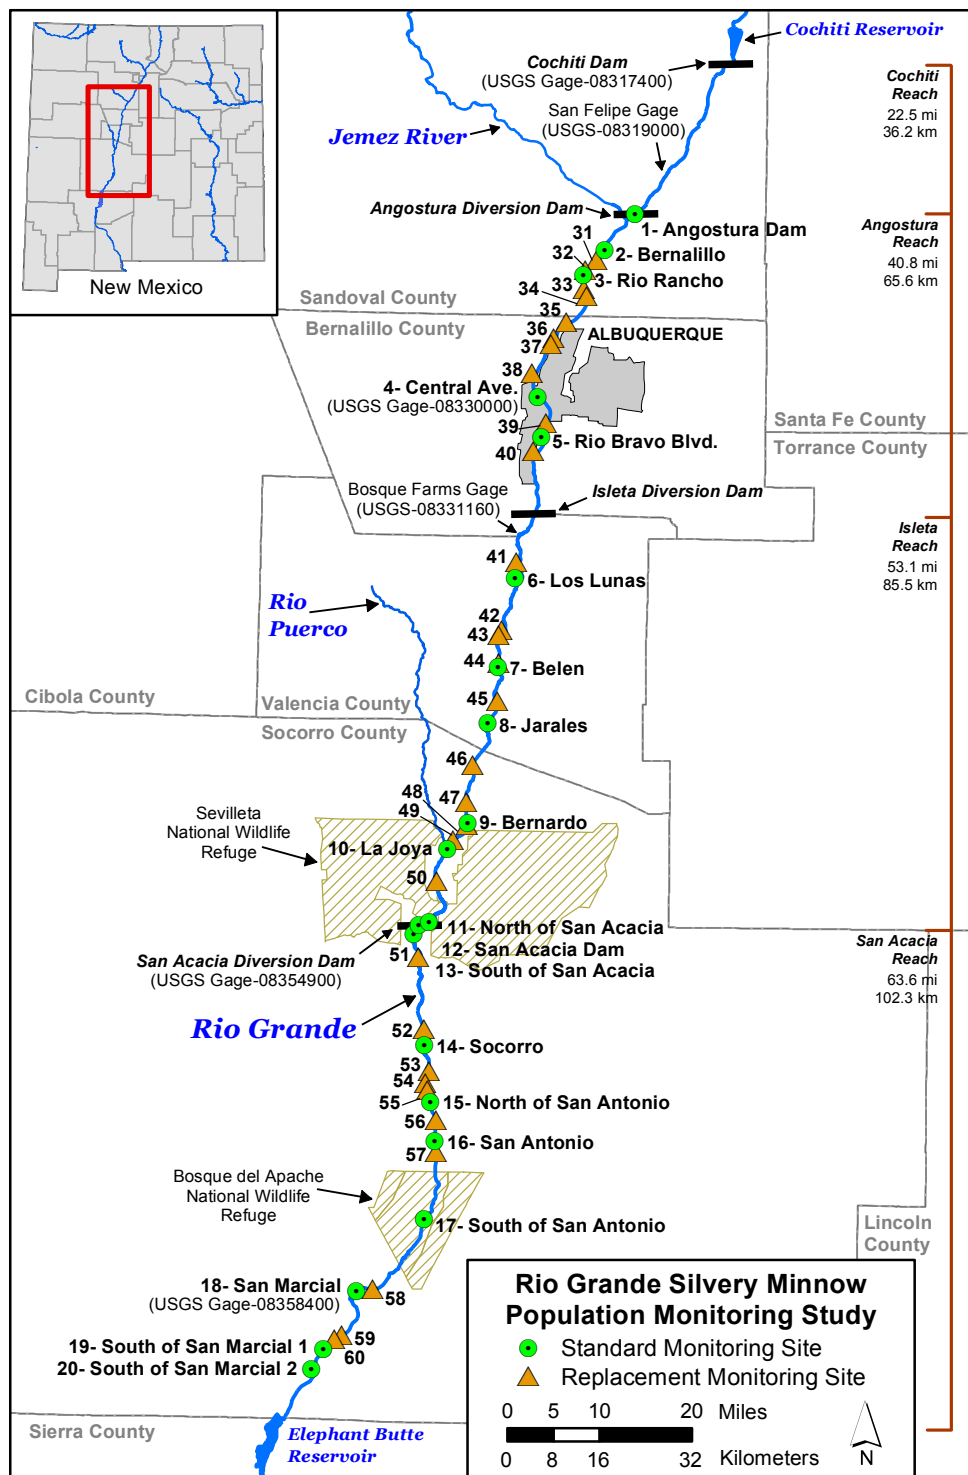 New Mexico
Cochiti Reservoir
Cochiti Dam
(USGS Gage-08317400)
San Felipe Gage
(USGS-08319000)
Jemez River
Angostura Diversion Dam
Cochiti
Reach
22.5 mi
36.2 km
1- Angostura Dam
31
2- Bernalillo
32
3- Rio Rancho
33
34
Angostura
Reach
40.8 mi
65.6 km
Sandoval County
Bernalillo County
35
36
37
ALBUQUERQUE
38
4- Central Ave.
(USGS Gage-08330000)
39
5- Rio Bravo Blvd.
40
Santa Fe County
Torrance County
Bosque Farms Gage
(USGS-08331160)
Isleta Diversion Dam
Isleta
Reach
53.1 mi
85.5 km
41
6- Los Lunas
Rio
Puerco
42
43
44
7- Belen
Cibola County
Valencia County
Socorro County
45
8- Jarales
46
47
48
49
9- Bernardo
Sevilleta
National Wildlife
Refuge
10- La Joya
50
11- North of San Acacia
12- San Acacia Dam
13- South of San Acacia
51
San Acacia Diversion Dam
(USGS Gage-08354900)
San Acacia
Reach
63.6 mi
102.3 km
Rio Grande
52
14- Socorro
53
54
55
15- North of San Antonio
56
16- San Antonio
57
Bosque del Apache
National Wildlife
Refuge
17- South of San Antonio
Lincoln
County
18- San Marcial
(USGS Gage-08358400)
58
59
60
19- South of San Marcial 1
20- South of San Marcial 2
Sierra County
Elephant Butte
Reservoir
Rio Grande Silvery Minnow
Population Monitoring Study
Standard Monitoring Site
Replacement Monitoring Site
0 5 10 20 Miles
0 8 16 32 Kilometers
N